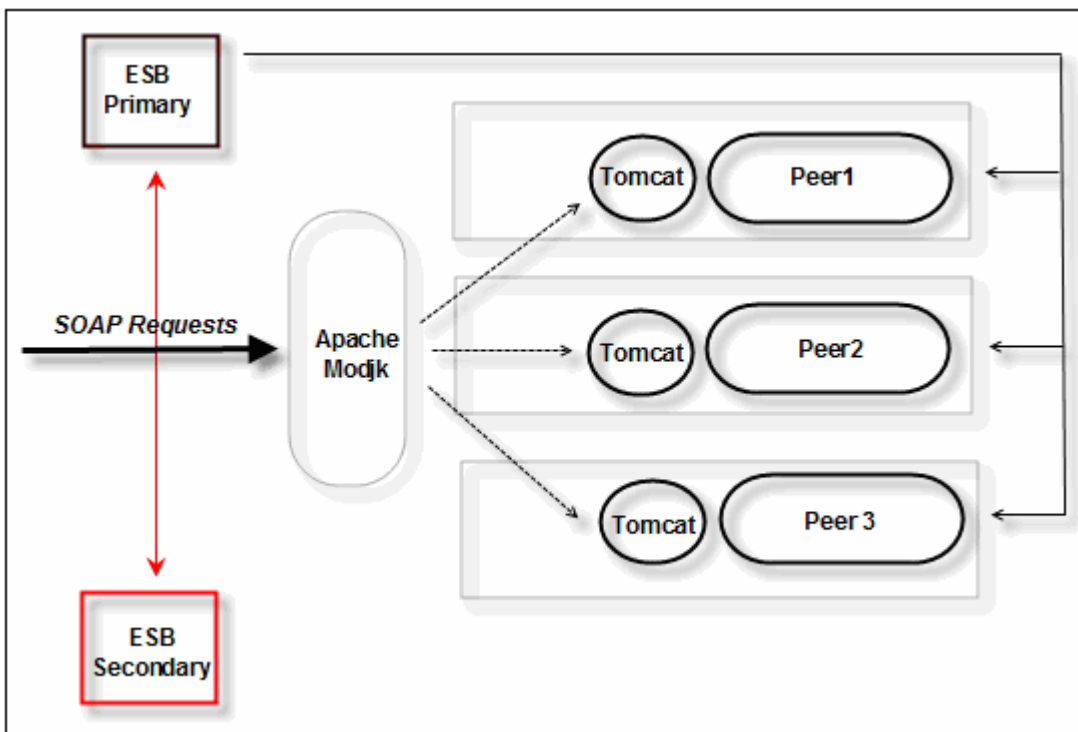 ESB
Primary
Tomcat
Peer1
SOAP Requests
Apache
Modjk
Tomcat
Peer2
Tomcat
Peer 3
ESB
Secondary